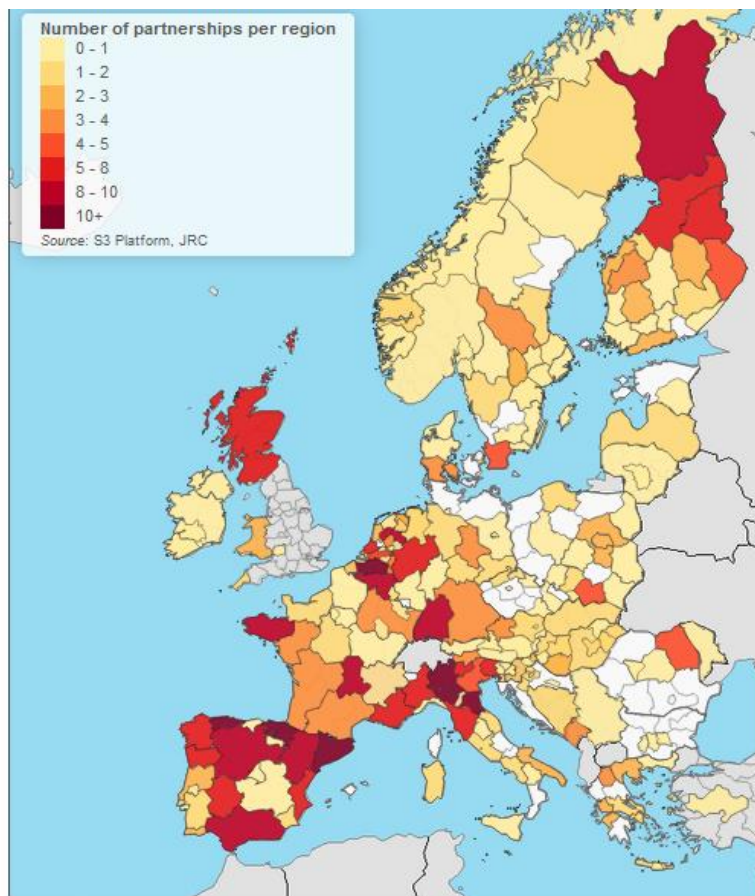 Number of partnerships per region
0 - 1
1 - 2
2 - 3
3 - 4
4 - 5
5 - 8
8 - 10
10+
Source: S3 Platform, JRC